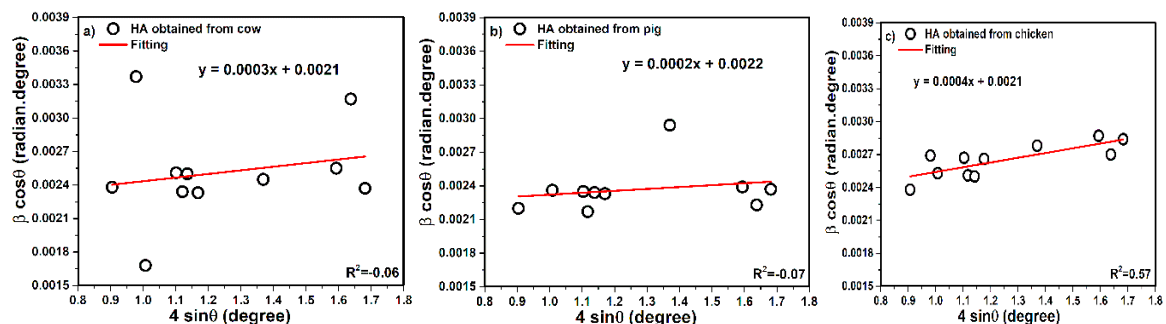 a)
HA obtained from cow
Fitting
y = 0.0003x + 0.0021
R²=-0.06
β cosθ (radian.degree)
0.0039
0.0036
0.0033
0.0030
0.0027
0.0024
0.0021
0.0018
0.0015
0.8 0.9 1.0 1.1 1.2 1.3 1.4 1.5 1.6 1.7 1.8
4 sinθ (degree)
b)
HA obtained from pig
Fitting
y = 0.0002x + 0.0022
R²=-0.07
β cosθ (radian.degree)
0.0039
0.0036
0.0033
0.0030
0.0027
0.0024
0.0021
0.0018
0.0015
0.8 0.9 1.0 1.1 1.2 1.3 1.4 1.5 1.6 1.7 1.8
4 sinθ (degree)
c)
HA obtained from chicken
Fitting
y = 0.0004x + 0.0021
R²=0.57
β cosθ (radian.degree)
0.0039
0.0036
0.0033
0.0030
0.0027
0.0024
0.0021
0.0018
0.0015
0.8 0.9 1.0 1.1 1.2 1.3 1.4 1.5 1.6 1.7 1.8
4 sinθ (degree)